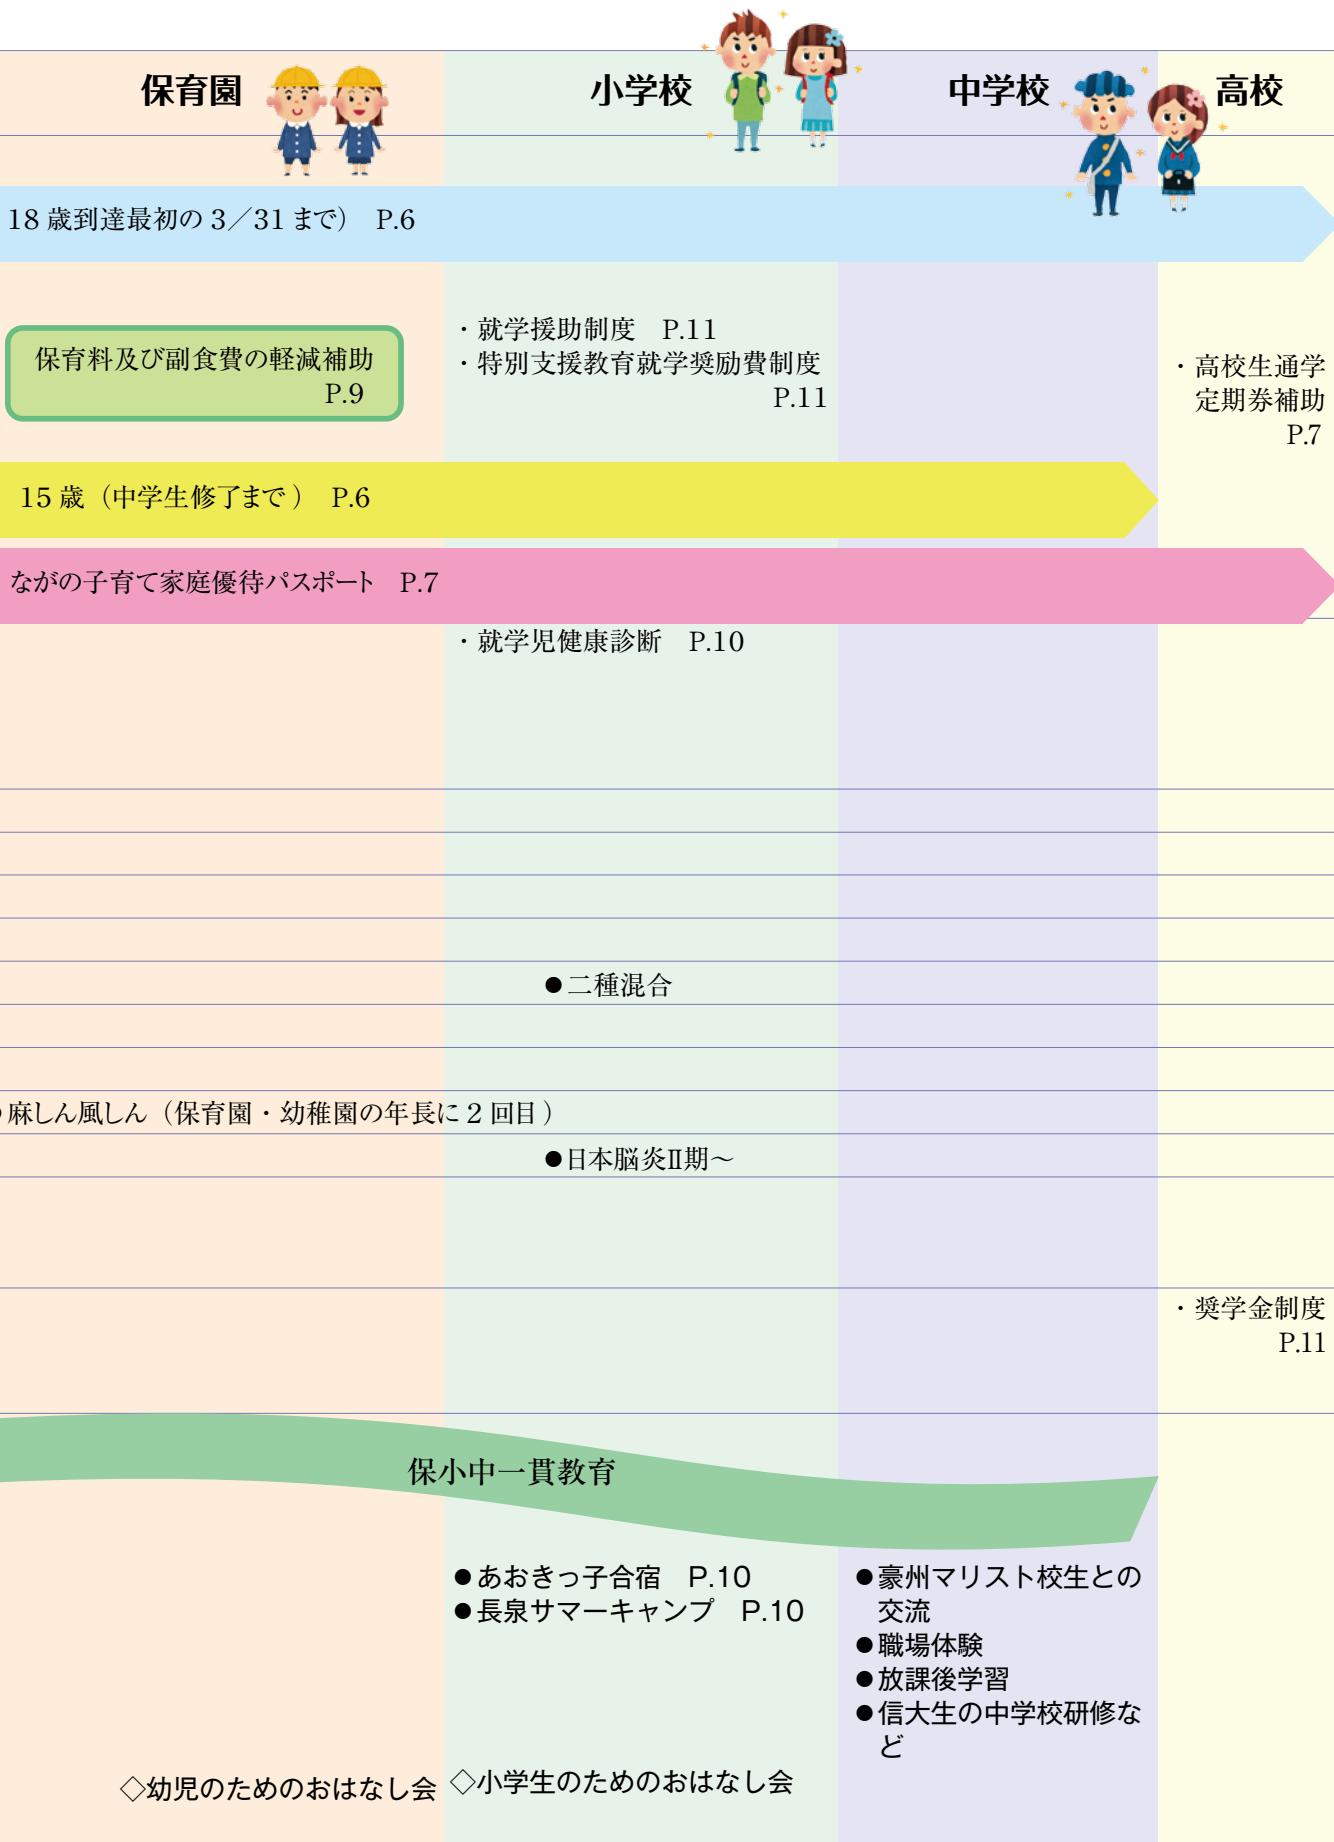 保育園
小学校
中学校
高校
18 歳到達最初の 3／31 まで） P.6
保育料及び副食費の軽減補助
P.9
・就学援助制度 P.11
・特別支援教育就学奨励費制度
P.11
・高校生通学
定期券補助
P.7
15 歳（中学生修了まで） P.6
ながの子育て家庭優待パスポート P.7
・就学児健康診断 P.10
●二種混合
麻しん風しん（保育園・幼稚園の年長に 2 回目）
●日本脳炎Ⅱ期～
・奨学金制度
P.11
保小中一貫教育
●あおきっ子合宿 P.10
●長泉サマーキャンプ P.10
●豪州マリスト校生との
交流
●職場体験
●放課後学習
●信大生の中学校研修な
ど
◇幼児のためのおはなし会
◇小学生のためのおはなし会